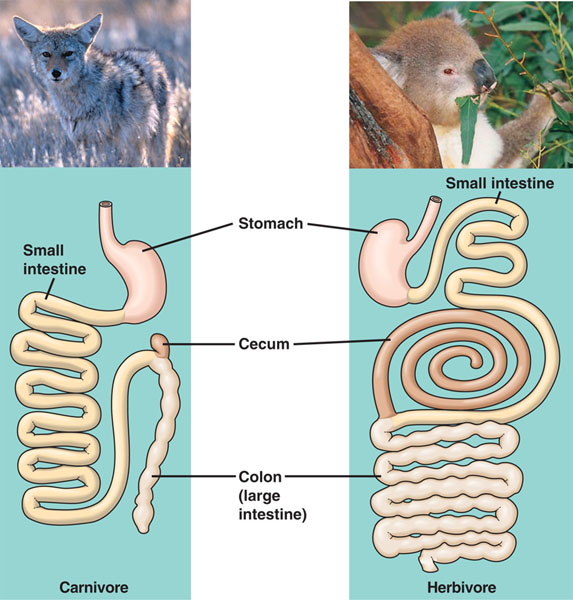 Small intestine
Stomach
Small
intestine
Cecum
Colon
(large
intestine)
Carnivore
Herbivore